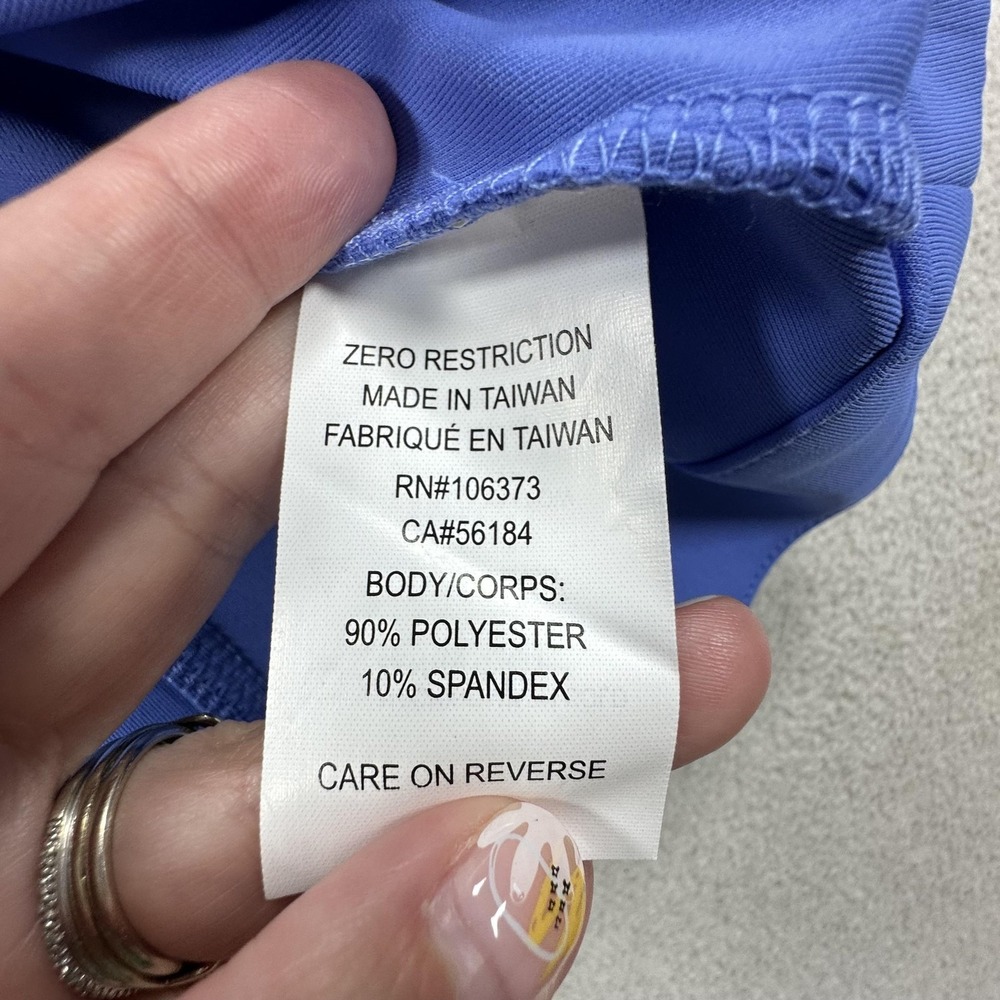 ZERO RESTRICTION
MADE IN TAIWAN
FABRIQUÉ EN TAIWAN
RN#106373
CA#56184
BODY/CORPS:
90% POLYESTER
10% SPANDEX
CARE ON REVERSE